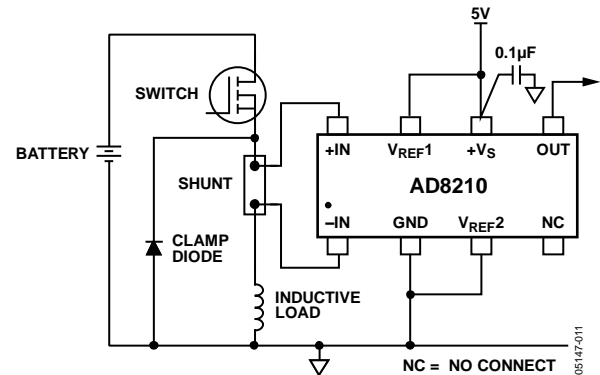 5V
0.1µF
SWITCH
BATTERY
SHUNT
CLAMP
DIODE
INDUCTIVE
LOAD
+IN VREF1 +VS OUT
AD8210
–IN GND VREF2 NC
NC = NO CONNECT
05147-011